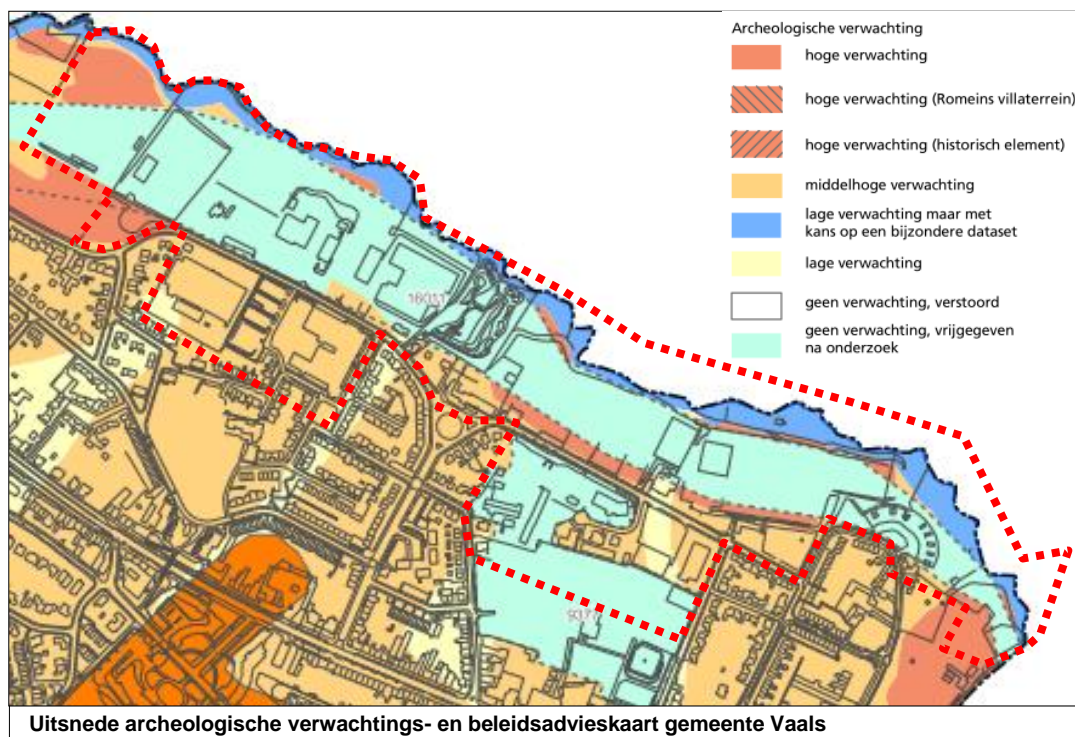 Archeologische verwachting
hoge verwachting
hoge verwachting (Romeins villaterrein)
hoge verwachting (historisch element)
middelhoge verwachting
lage verwachting maar met
kans op een bijzondere dataset
lage verwachting
geen verwachting, verstoord
geen verwachting, vrijgegeven
na onderzoek
Uitsnede archeologische verwachtings- en beleidsadvieskaart gemeente Vaals